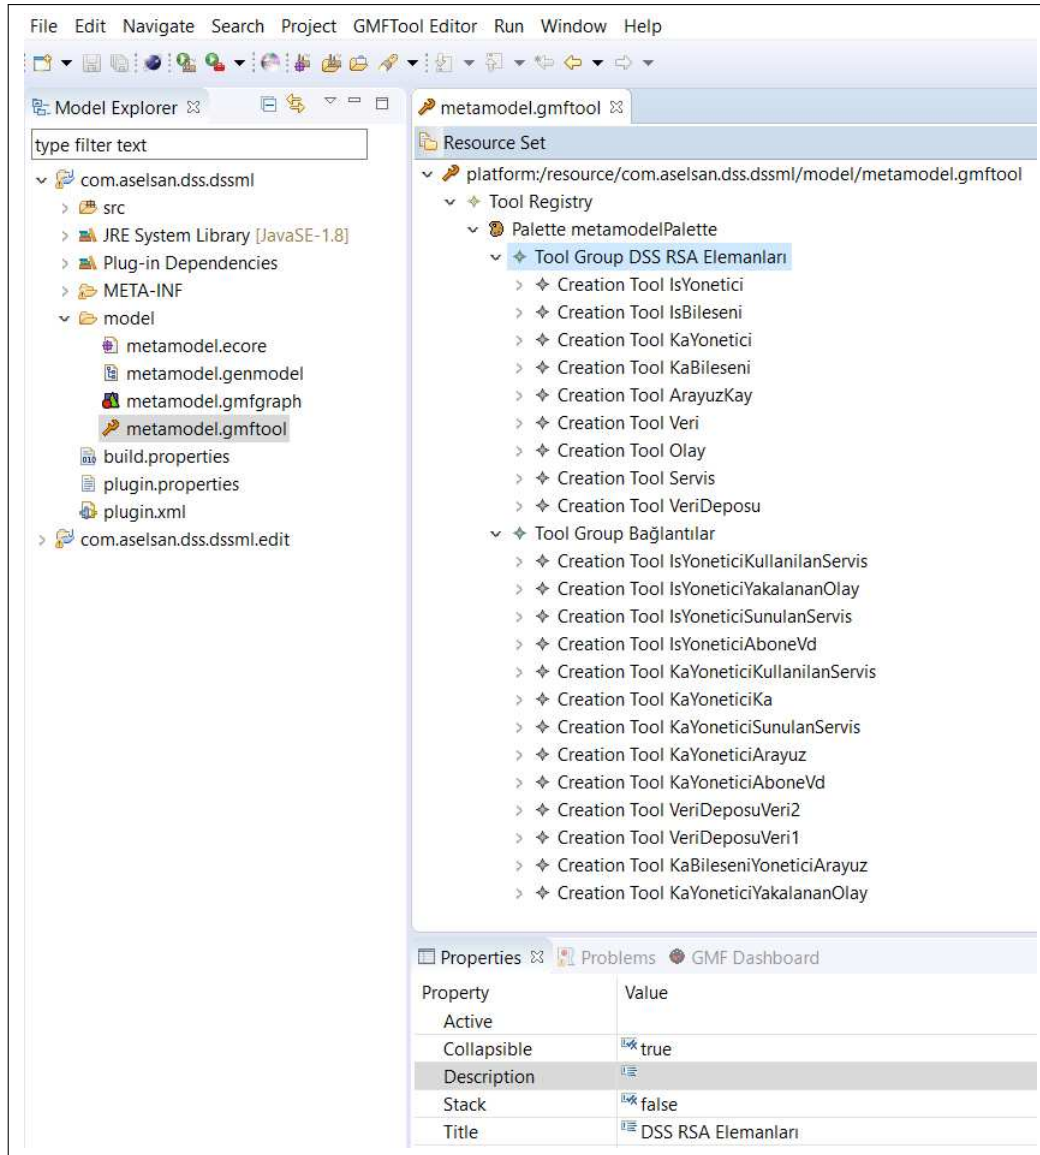 File Edit Navigate Search Project GMFTool Editor Run Window Help
Model Explorer
type filter text
com.aselsan.dss.dssml
src
JRE System Library [JavaSE-1.8]
Plug-in Dependencies
META-INF
model
metamodel.ecore
metamodel.genmodel
metamodel.gmfgraph
metamodel.gmftool
build.properties
plugin.properties
plugin.xml
com.aselsan.dss.dssml.edit
metamodel.gmftool
Resource Set
platform:/resource/com.aselsan.dss.dssml/model/metamodel.gmftool
Tool Registry
Palette metamodelPalette
Tool Group DSS RSA Elemanları
Creation Tool IsYonetici
Creation Tool IsBileseni
Creation Tool KaYonetici
Creation Tool KaBileseni
Creation Tool ArayuzKay
Creation Tool Veri
Creation Tool Olay
Creation Tool Servis
Creation Tool VeriDeposu
Tool Group Bağlantılar
Creation Tool IsYoneticiKullanilanServis
Creation Tool IsYoneticiYakalananOlay
Creation Tool IsYoneticiSunulanServis
Creation Tool IsYoneticiAboneVd
Creation Tool KaYoneticiKullanilanServis
Creation Tool KaYoneticiKa
Creation Tool KaYoneticiSunulanServis
Creation Tool KaYoneticiArayuz
Creation Tool KaYoneticiAboneVd
Creation Tool VeriDeposuVeri2
Creation Tool VeriDeposuVeri1
Creation Tool KaBileseniYoneticiArayuz
Creation Tool KaYoneticiYakalananOlay
Properties Problems GMF Dashboard
Property Value
Active
Collapsible true
Description
Stack false
Title DSS RSA Elemanları